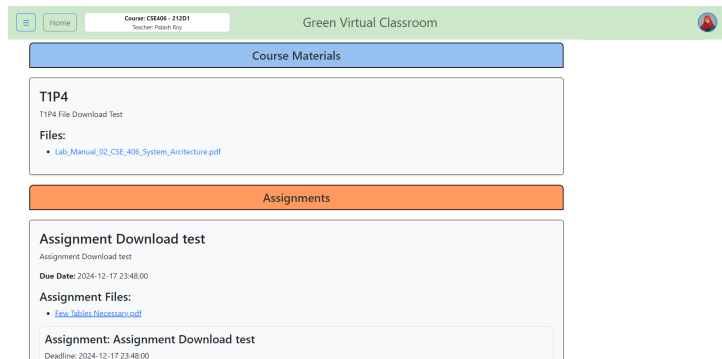 ☰
Home
Course: CSE406 - 212D1
Teacher: Palash Roy
Green Virtual Classroom
Course Materials
T1P4
T1P4 File Download Test
Files:
• Lab_Manual_02_CSE_406_System_Arcitecture.pdf
Assignments
Assignment Download test
Assignment Download test
Due Date: 2024-12-17 23:48:00
Assignment Files:
• Few Tables Necessary.pdf
Assignment: Assignment Download test
Deadline: 2024-12-17 23:48:00